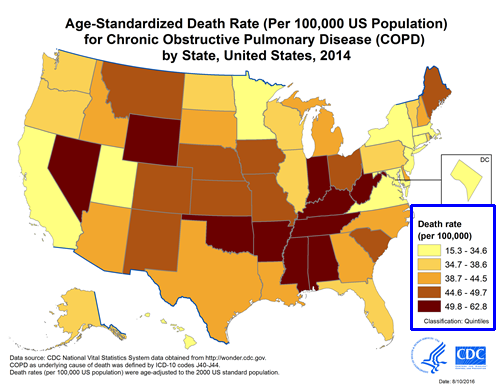 Age-Standardized Death Rate (Per 100,000 US Population)
for Chronic Obstructive Pulmonary Disease (COPD)
by State, United States, 2014
DC
Death rate
(per 100,000)
15.3 - 34.6
34.7 - 38.6
38.7 - 44.5
44.6 - 49.7
49.8 - 62.8
Classification: Quintiles
Data source: CDC National Vital Statistics System data obtained from http://wonder.cdc.gov.
COPD as underlying cause of death was defined by ICD-10 codes J40-J44.
Death rates (per 100,000 US population) were age-adjusted to the 2000 US standard population.
CDC
Date: 6/10/2016